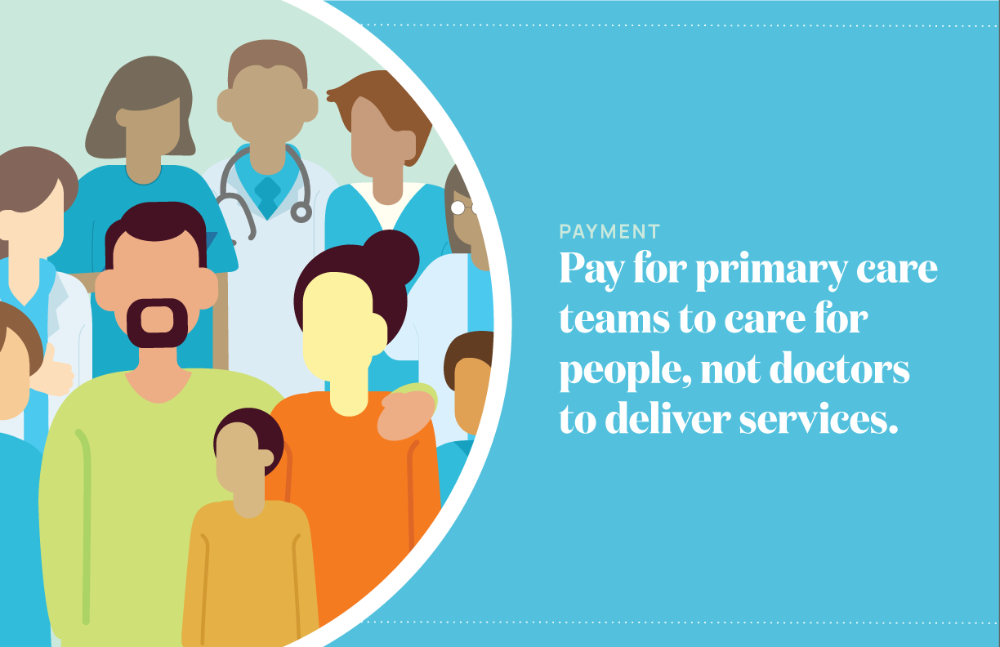 PAYMENT
Pay for primary care
teams to care for
people, not doctors
to deliver services.